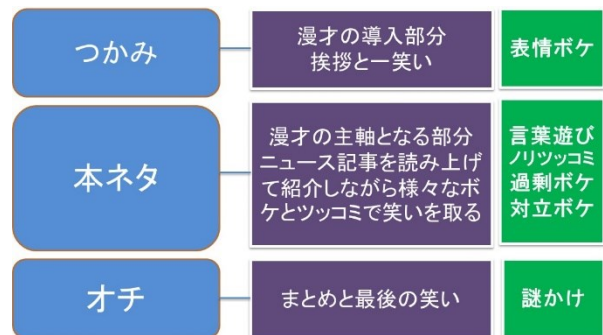 つかみ
漫才の導入部分
挨拶と一笑い
表情ボケ
本ネタ
漫才の主軸となる部分
ニュース記事を読み上げ
て紹介しながら様々なボ
ケとツッコミで笑いを取る
言葉遊び
ノリツッコミ
過剰ボケ
対立ボケ
オチ
まとめと最後の笑い
謎かけ